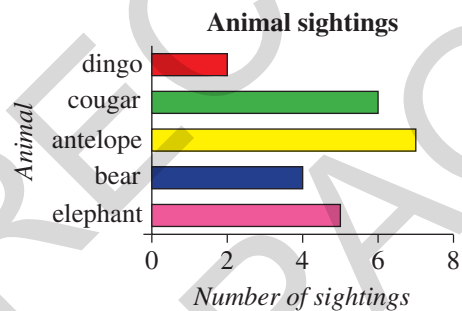 Animal sightings
dingo
cougar
antelope
bear
elephant
Animal
0 2 4 6 8
Number of sightings